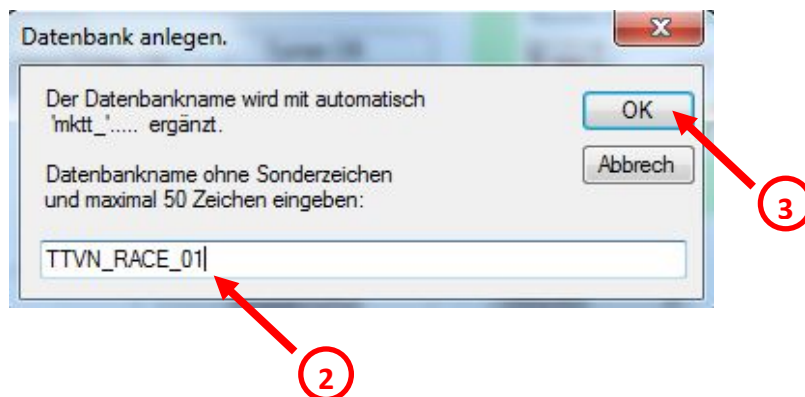 Datenbank anlegen.
Der Datenbankname wird mit automatisch
'mktt_'..... ergänzt.
OK
Abbrech
Datenbankname ohne Sonderzeichen
und maximal 50 Zeichen eingeben:
TTVN_RACE_01
3
2